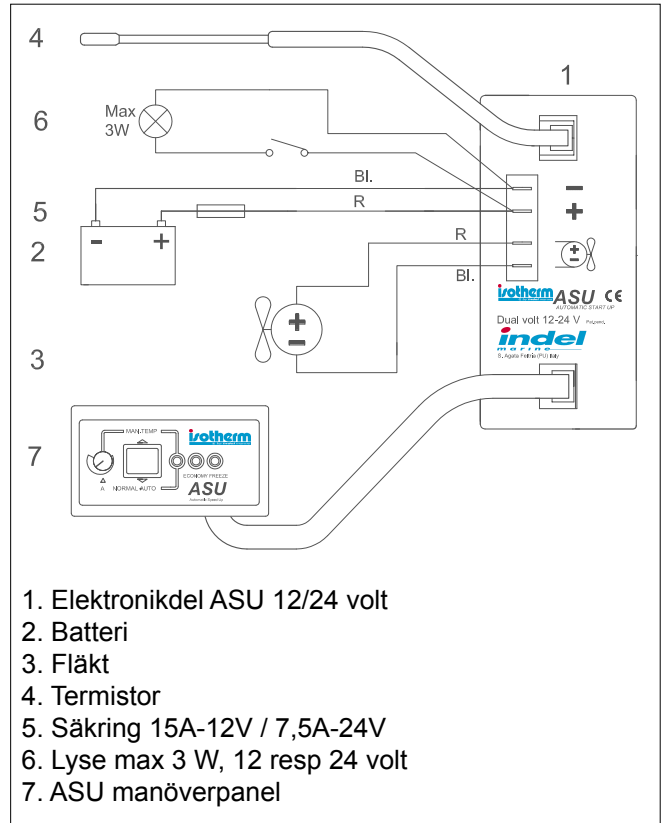 4
1
6
Max
3W
Bl.
−
5
R
+
2
- +
R
Bl.
isotherm ASU CE
AUTOMATIC START UP
Dual volt 12-24 V Pat.pend.
+
−
indel
marine
S. Agata Feltria (PU) Italy
3
7
MAN.TEMP
isotherm
ECONOMY FREEZE
A NORMAL-AUTO
ASU
1. Elektronikdel ASU 12/24 volt
2. Batteri
3. Fläkt
4. Termistor
5. Säkring 15A-12V / 7,5A-24V
6. Lyse max 3 W, 12 resp 24 volt
7. ASU manöverpanel